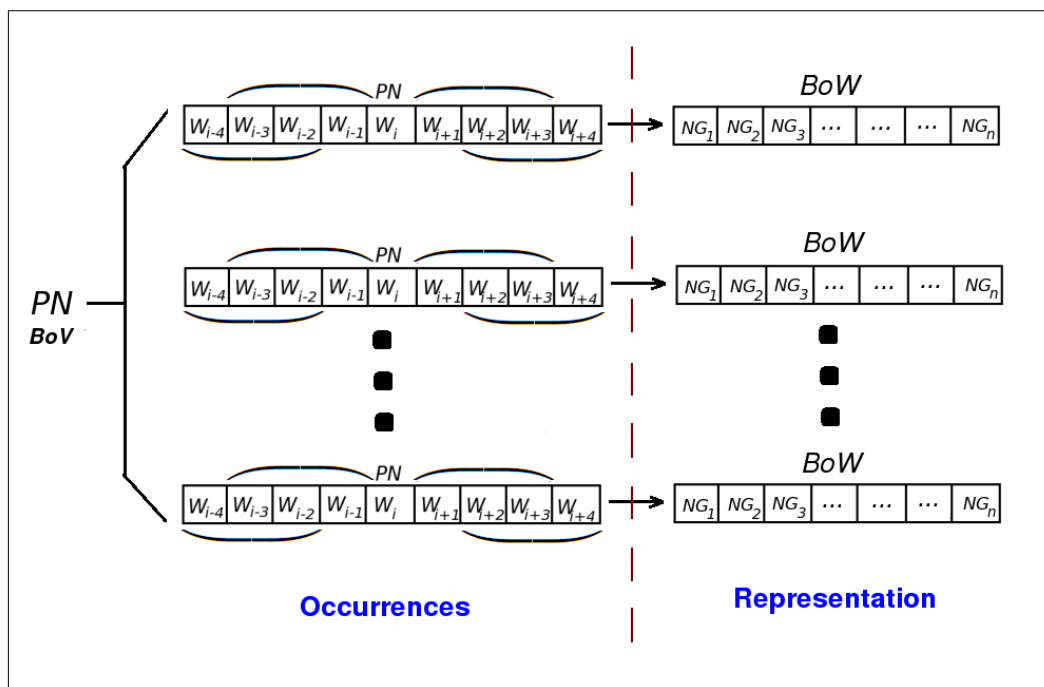 BoW
PN
W_{i-4} W_{i-3} W_{i-2} W_{i-1} W_i W_{i+1} W_{i+2} W_{i+3} W_{i+4}
NG_1 NG_2 NG_3 ... ... ... NG_n
BoW
PN
W_{i-4} W_{i-3} W_{i-2} W_{i-1} W_i W_{i+1} W_{i+2} W_{i+3} W_{i+4}
NG_1 NG_2 NG_3 ... ... ... NG_n
PN
BoV
BoW
PN
W_{i-4} W_{i-3} W_{i-2} W_{i-1} W_i W_{i+1} W_{i+2} W_{i+3} W_{i+4}
NG_1 NG_2 NG_3 ... ... ... NG_n
Occurrences
Representation